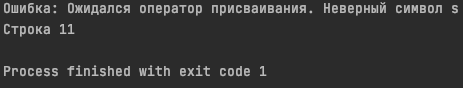 Ошибка: Ожидался оператор присваивания. Неверный символ s
Строка 11
Process finished with exit code 1